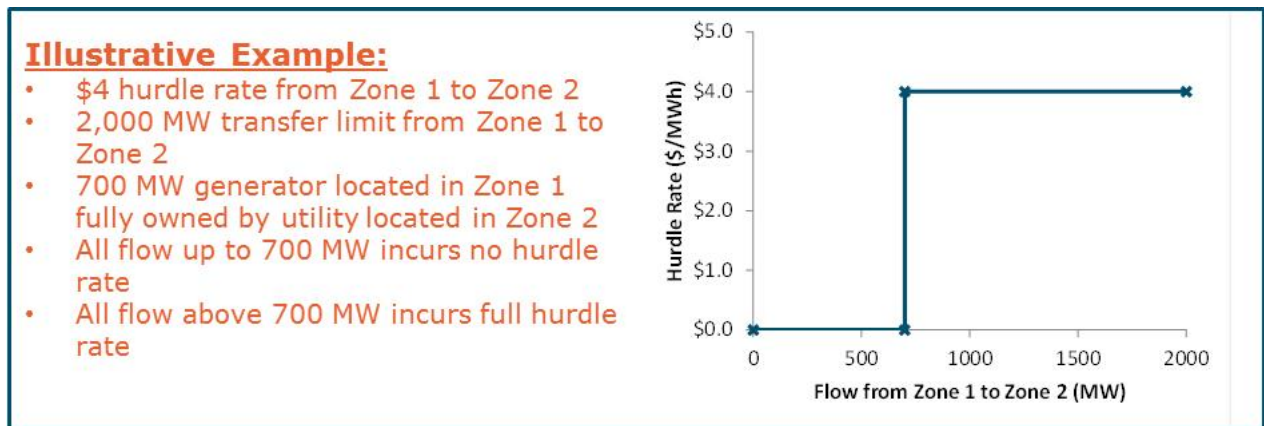 Illustrative Example:
• $4 hurdle rate from Zone 1 to Zone 2
• 2,000 MW transfer limit from Zone 1 to
Zone 2
• 700 MW generator located in Zone 1
fully owned by utility located in Zone 2
• All flow up to 700 MW incurs no hurdle
rate
• All flow above 700 MW incurs full hurdle
rate
Hurdle Rate ($/MWh)
$5.0
$4.0
$3.0
$2.0
$1.0
$0.0
0 500 1000 1500 2000
Flow from Zone 1 to Zone 2 (MW)